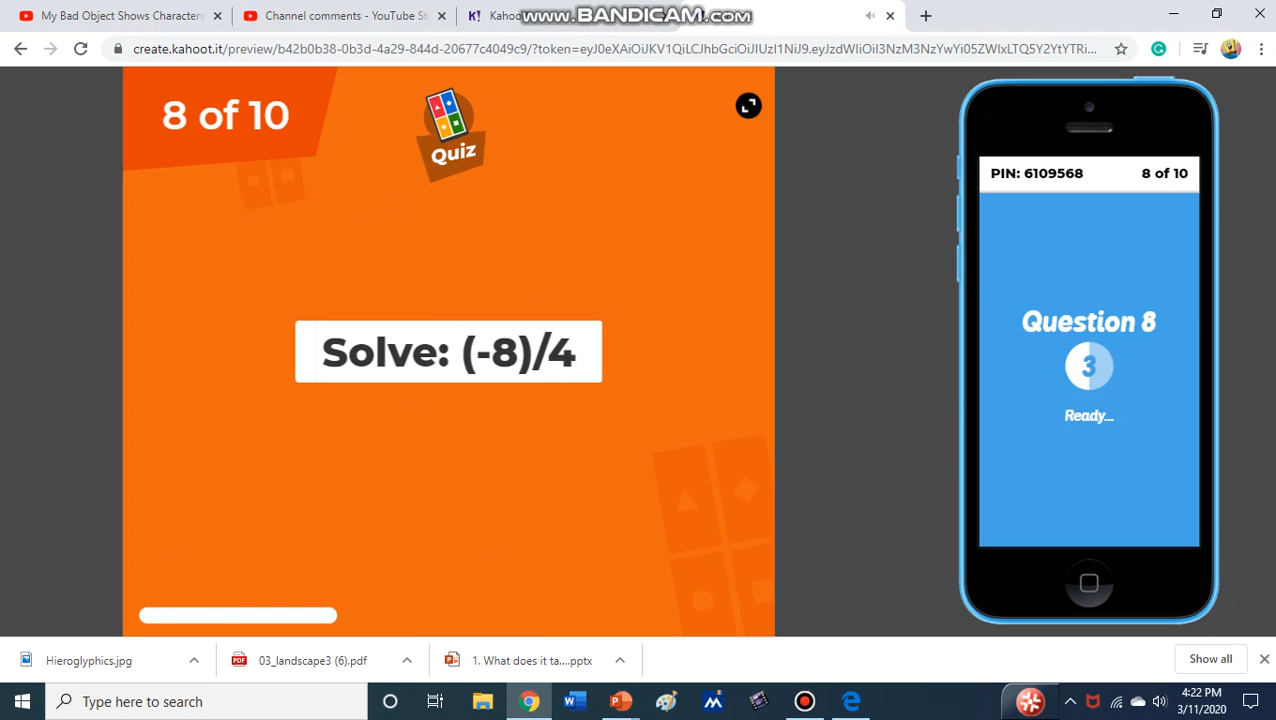 My Bad Object Shows Characters
Channel comments - YouTube St
Kahoo
www.BANDICAM.com
create.kahoot.it/preview/b42b0b38-0b3d-4a29-844d-20677c4049c9/?token=eyJ0eXAiOiJKV1QiLCJhbGciOiJIUzI1NiJ9.eyJzdWIiOiI3NzM3NzYwYi05ZWIxLTQ5Y2YtYTRi...
8 of 10
Quiz
Solve: (-8)/4
PIN: 6109568 8 of 10
Question 8
3
Ready...
Hieroglyphics.jpg
PDF
03_landscape3 (6).pdf
1. What does it ta....pptx
Show all
Type here to search
4:22 PM
3/11/2020